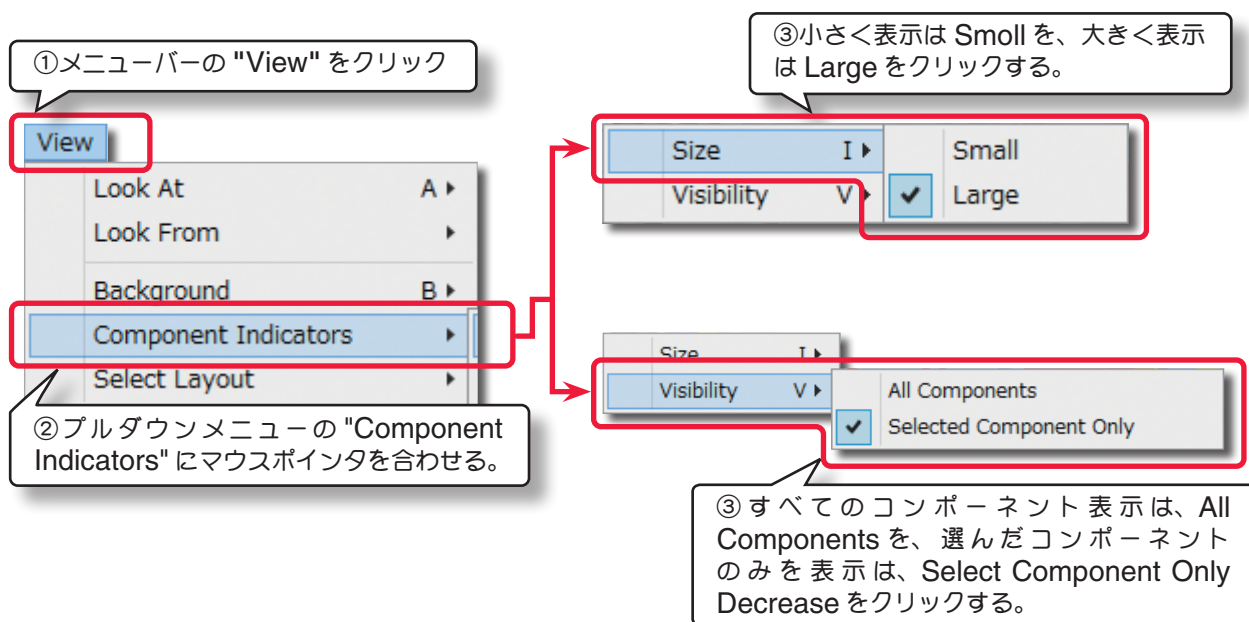 ①メニューバーの "View" をクリック
③小さく表示は Smoll を、大きく表示
は Large をクリックする。
View
Look At A
Look From
Background B
Component Indicators
Select Layout
Size I
Visibility V
Small
Large
②プルダウンメニューの "Component
Indicators" にマウスポインタを合わせる。
Size I
Visibility V
All Components
Selected Component Only
③すべてのコンポーネント表示は、All
Components を、選んだコンポーネント
のみを表示は、Select Component Only
Decrease をクリックする。